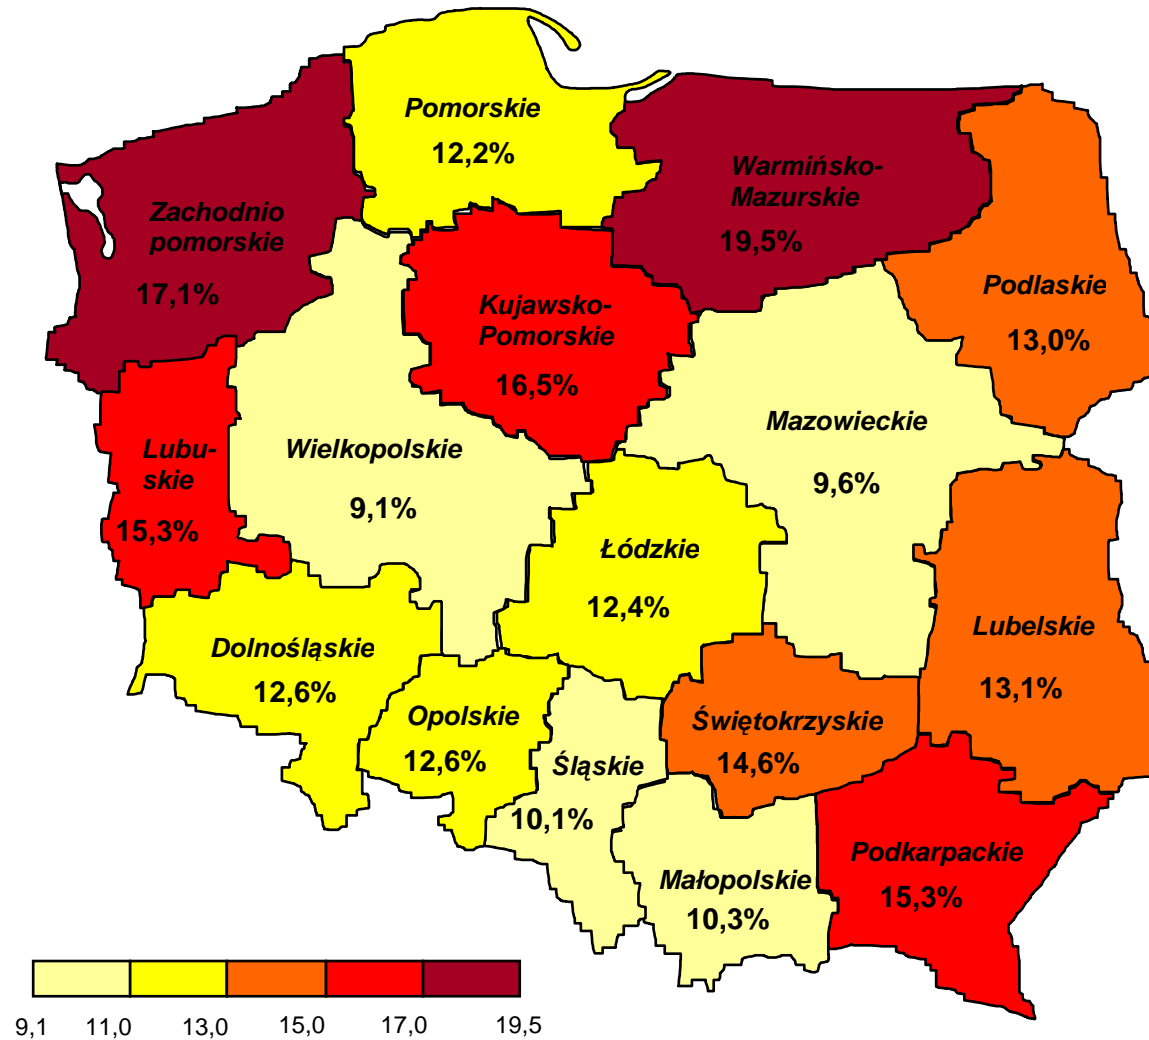 Pomorskie
12,2%
Warmińsko-
Mazurskie
19,5%
Zachodnio
pomorskie
17,1%
Kujawsko-
Pomorskie
16,5%
Podlaskie
13,0%
Lubu-
skie
15,3%
Wielkopolskie
9,1%
Mazowieckie
9,6%
Łódzkie
12,4%
Lubelskie
13,1%
Dolnośląskie
12,6%
Opolskie
12,6%
Śląskie
10,1%
Świętokrzyskie
14,6%
Małopolskie
10,3%
Podkarpackie
15,3%
9,1 11,0 13,0 15,0 17,0 19,5